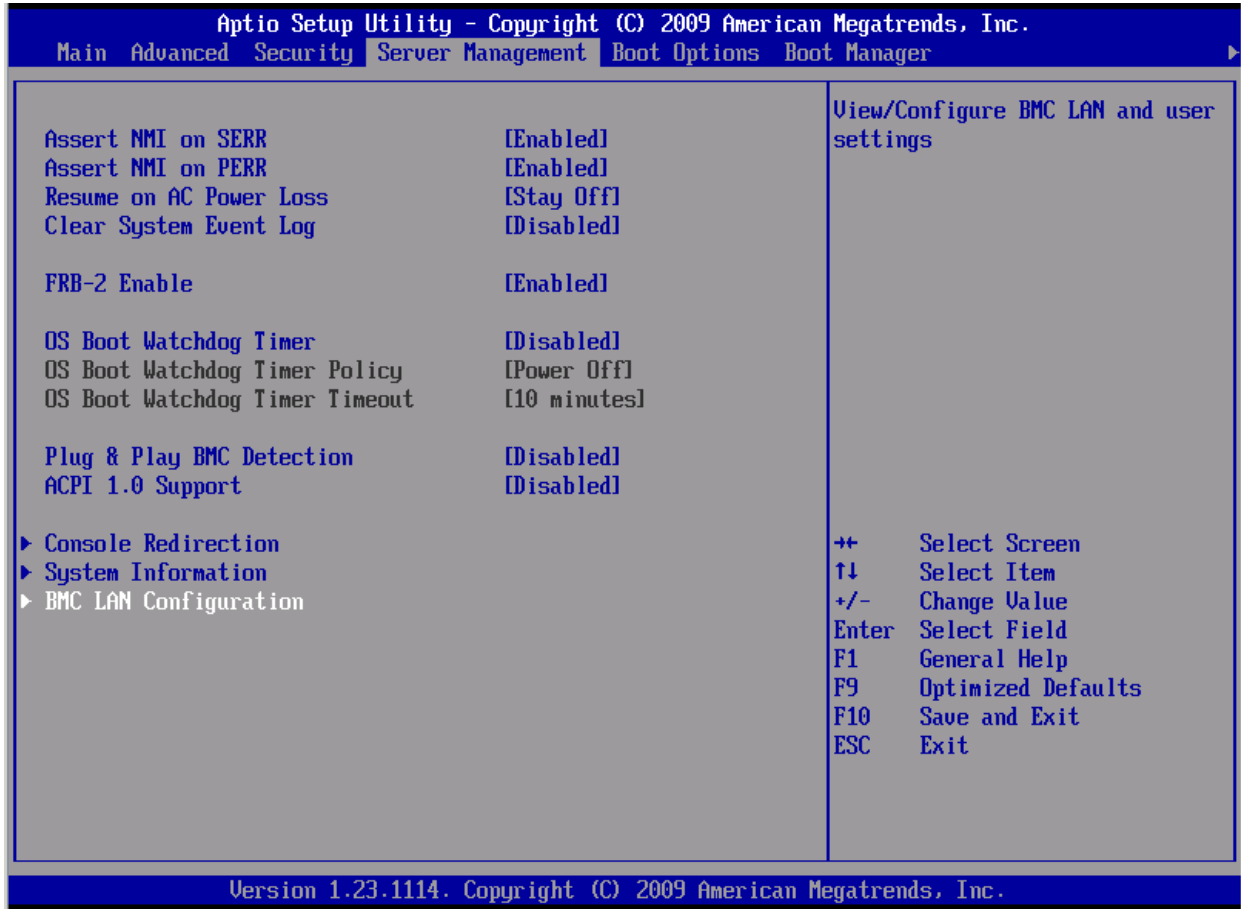 Aptio Setup Utility - Copyright (C) 2009 American Megatrends, Inc.
Main Advanced Security Server Management Boot Options Boot Manager
Assert NMI on SERR [Enabled]
Assert NMI on PERR [Enabled]
Resume on AC Power Loss [Stay Off]
Clear System Event Log [Disabled]
FRB-2 Enable [Enabled]
OS Boot Watchdog Timer [Disabled]
OS Boot Watchdog Timer Policy [Power Off]
OS Boot Watchdog Timer Timeout [10 minutes]
Plug & Play BMC Detection [Disabled]
ACPI 1.0 Support [Disabled]
Console Redirection
System Information
BMC LAN Configuration
View/Configure BMC LAN and user
settings
→← Select Screen
↑↓ Select Item
+/- Change Value
Enter Select Field
F1 General Help
F9 Optimized Defaults
F10 Save and Exit
ESC Exit
Version 1.23.1114. Copyright (C) 2009 American Megatrends, Inc.